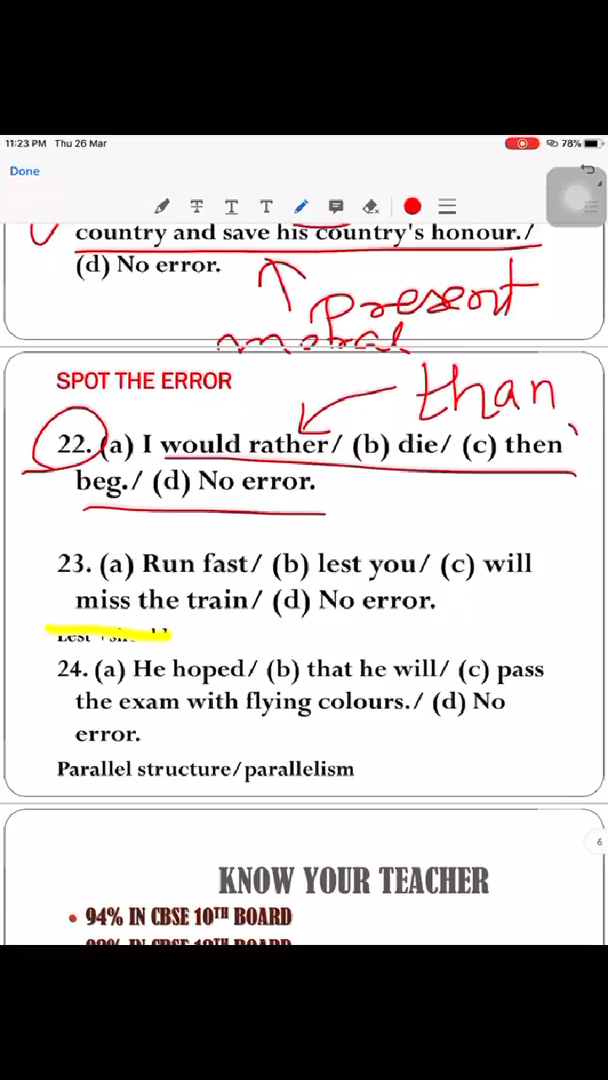 11:23 PM Thu 26 Mar
78%
Done
country and save his country's honour./
(d) No error.
Present
modal
SPOT THE ERROR
than
22. (a) I would rather/ (b) die/ (c) then
beg./ (d) No error.
23. (a) Run fast/ (b) lest you/ (c) will
miss the train/ (d) No error.
24. (a) He hoped/ (b) that he will/ (c) pass
the exam with flying colours./ (d) No
error.
Parallel structure/parallelism
6
KNOW YOUR TEACHER
• 94% IN CBSE 10TH BOARD